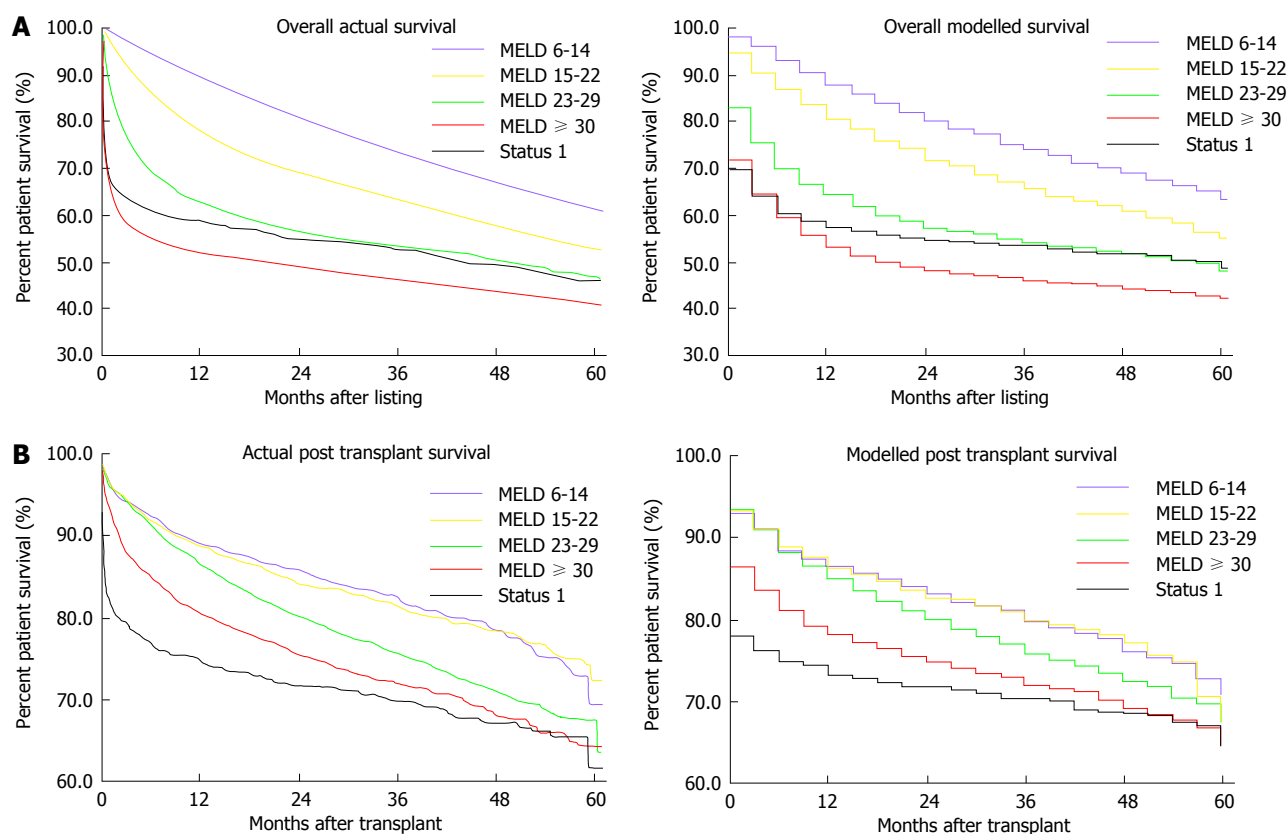 A
Overall actual survival
Percent patient survival (%)
100.0
90.0
80.0
70.0
60.0
50.0
40.0
30.0
MELD 6-14
MELD 15-22
MELD 23-29
MELD ≥ 30
Status 1
0 12 24 36 48 60
Months after listing
Overall modelled survival
Percent patient survival (%)
100.0
90.0
80.0
70.0
60.0
50.0
40.0
30.0
MELD 6-14
MELD 15-22
MELD 23-29
MELD ≥ 30
Status 1
0 12 24 36 48 60
Months after listing
B
Actual post transplant survival
Percent patient survival (%)
100.0
90.0
80.0
70.0
60.0
MELD 6-14
MELD 15-22
MELD 23-29
MELD ≥ 30
Status 1
0 12 24 36 48 60
Months after transplant
Modelled post transplant survival
Percent patient survival (%)
100.0
90.0
80.0
70.0
60.0
MELD 6-14
MELD 15-22
MELD 23-29
MELD ≥ 30
Status 1
0 12 24 36 48 60
Months after transplant